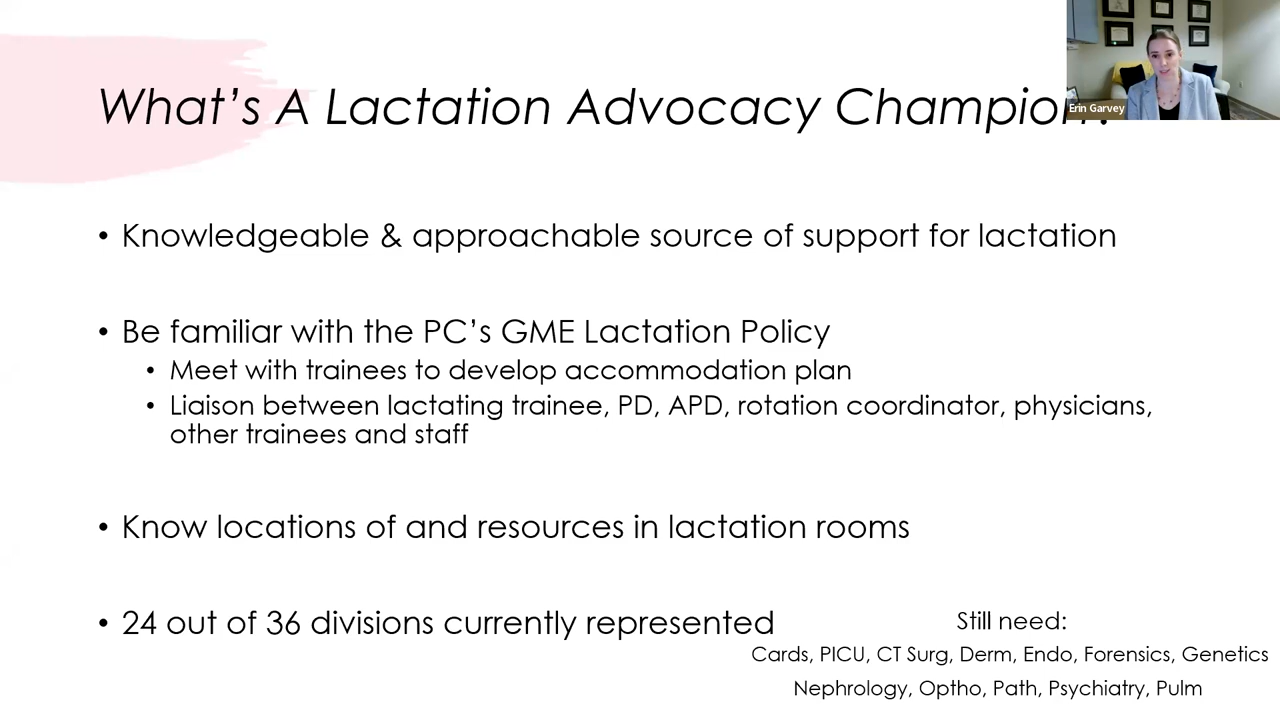 What's A Lactation Advocacy Champion?
Erin Garvey
• Knowledgeable & approachable source of support for lactation
• Be familiar with the PC's GME Lactation Policy
• Meet with trainees to develop accommodation plan
• Liaison between lactating trainee, PD, APD, rotation coordinator, physicians,
other trainees and staff
• Know locations of and resources in lactation rooms
• 24 out of 36 divisions currently represented
Still need:
Cards, PICU, CT Surg, Derm, Endo, Forensics, Genetics
Nephrology, Optho, Path, Psychiatry, Pulm